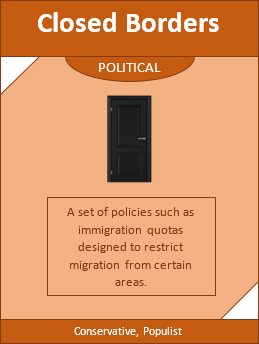 Closed Borders
POLITICAL
A set of policies such as
immigration quotas
designed to restrict
migration from certain
areas.
Conservative, Populist